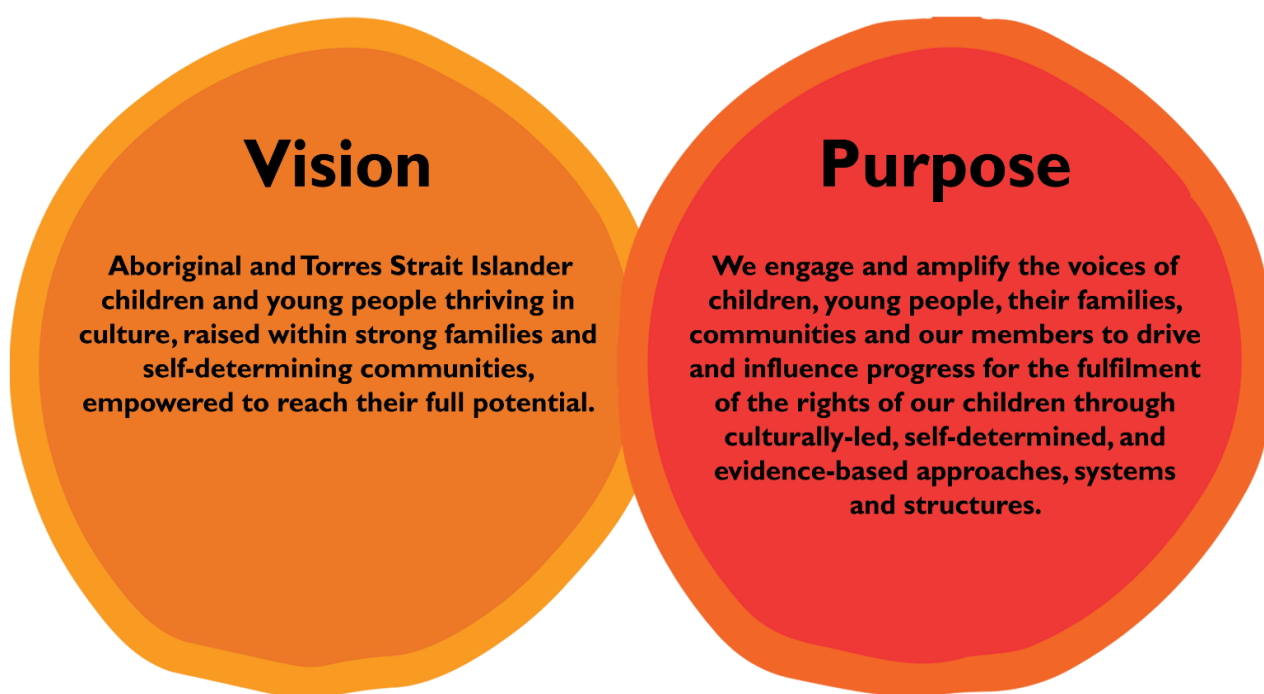 Vision
Aboriginal and Torres Strait Islander
children and young people thriving in
culture, raised within strong families and
self-determining communities,
empowered to reach their full potential.
Purpose
We engage and amplify the voices of
children, young people, their families,
communities and our members to drive
and influence progress for the fulfilment
of the rights of our children through
culturally-led, self-determined, and
evidence-based approaches, systems
and structures.